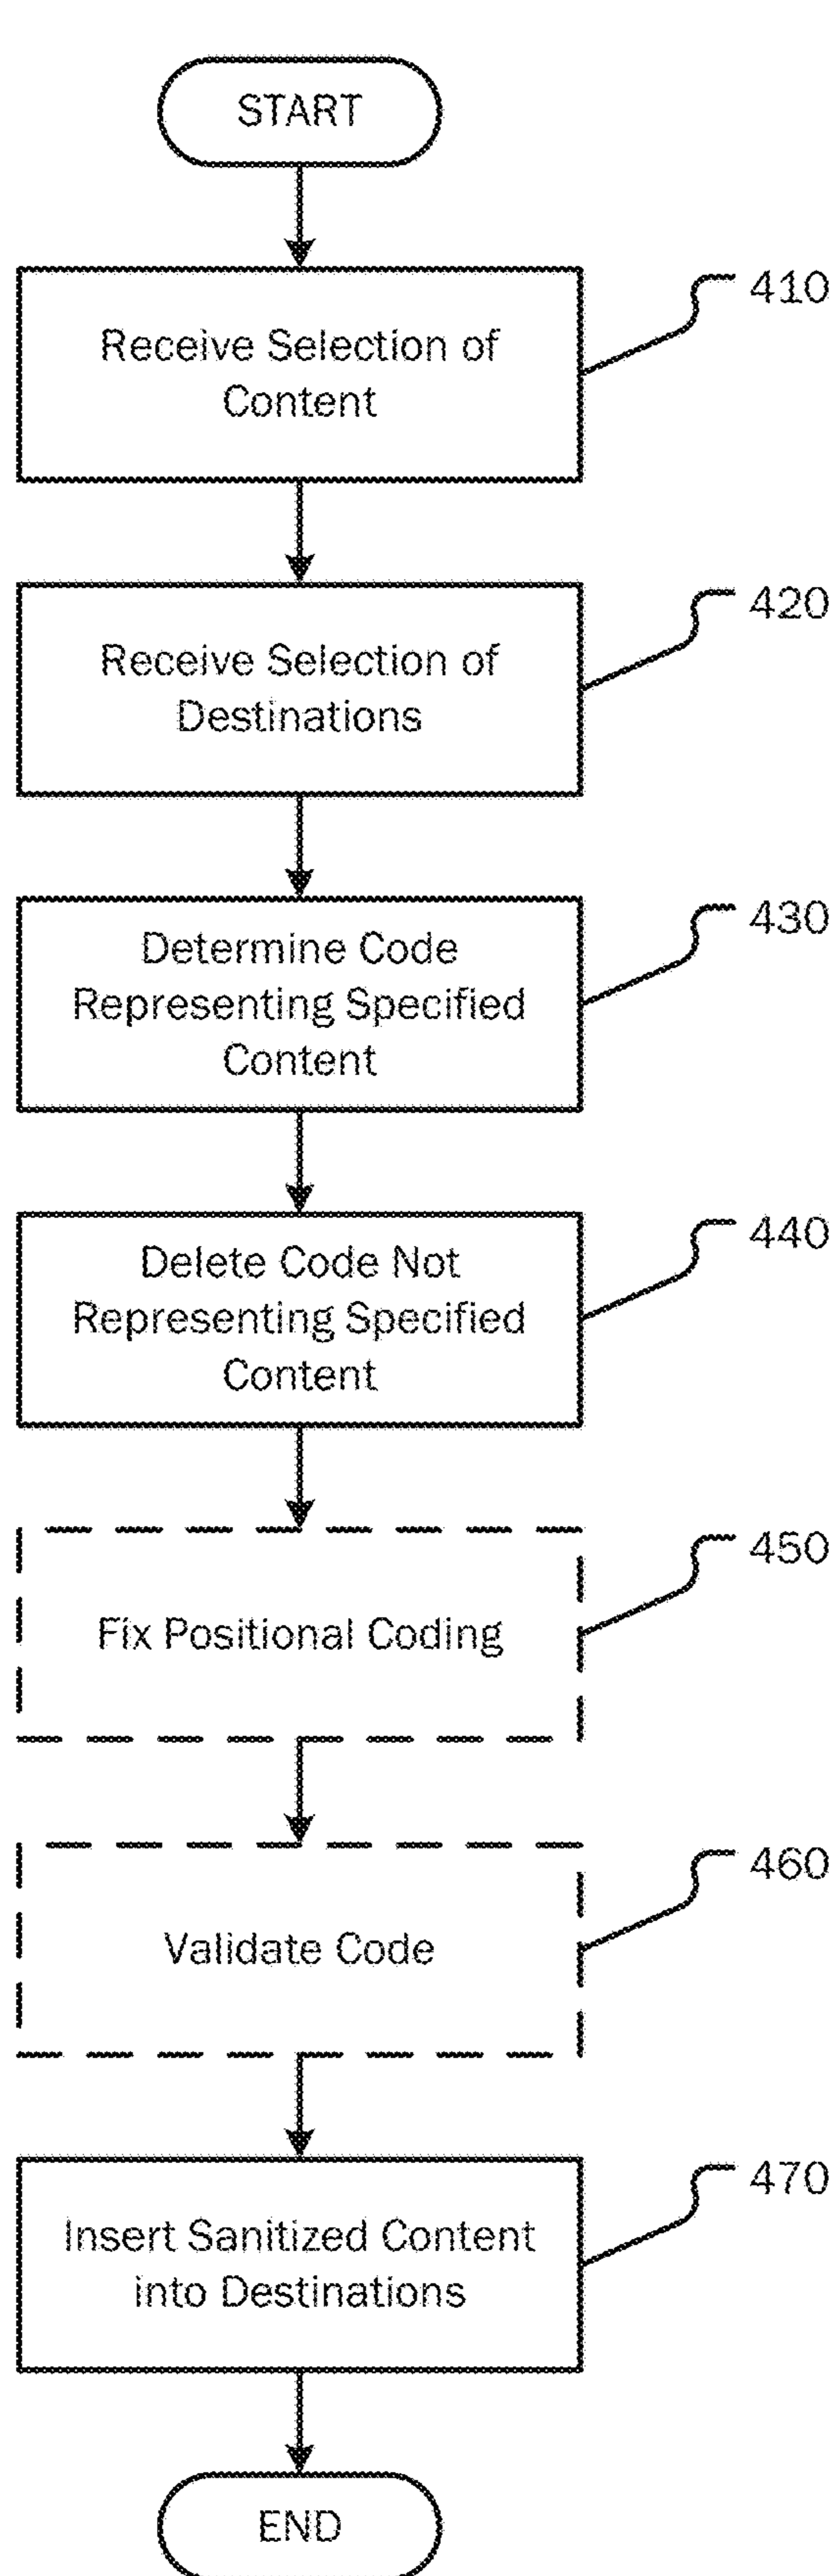 START
Receive Selection of
Content
410
Receive Selection of
Destinations
420
Determine Code
Representing Specified
Content
430
Delete Code Not
Representing Specified
Content
440
Fix Positional Coding
450
Validate Code
460
Insert Sanitized Content
into Destinations
470
END